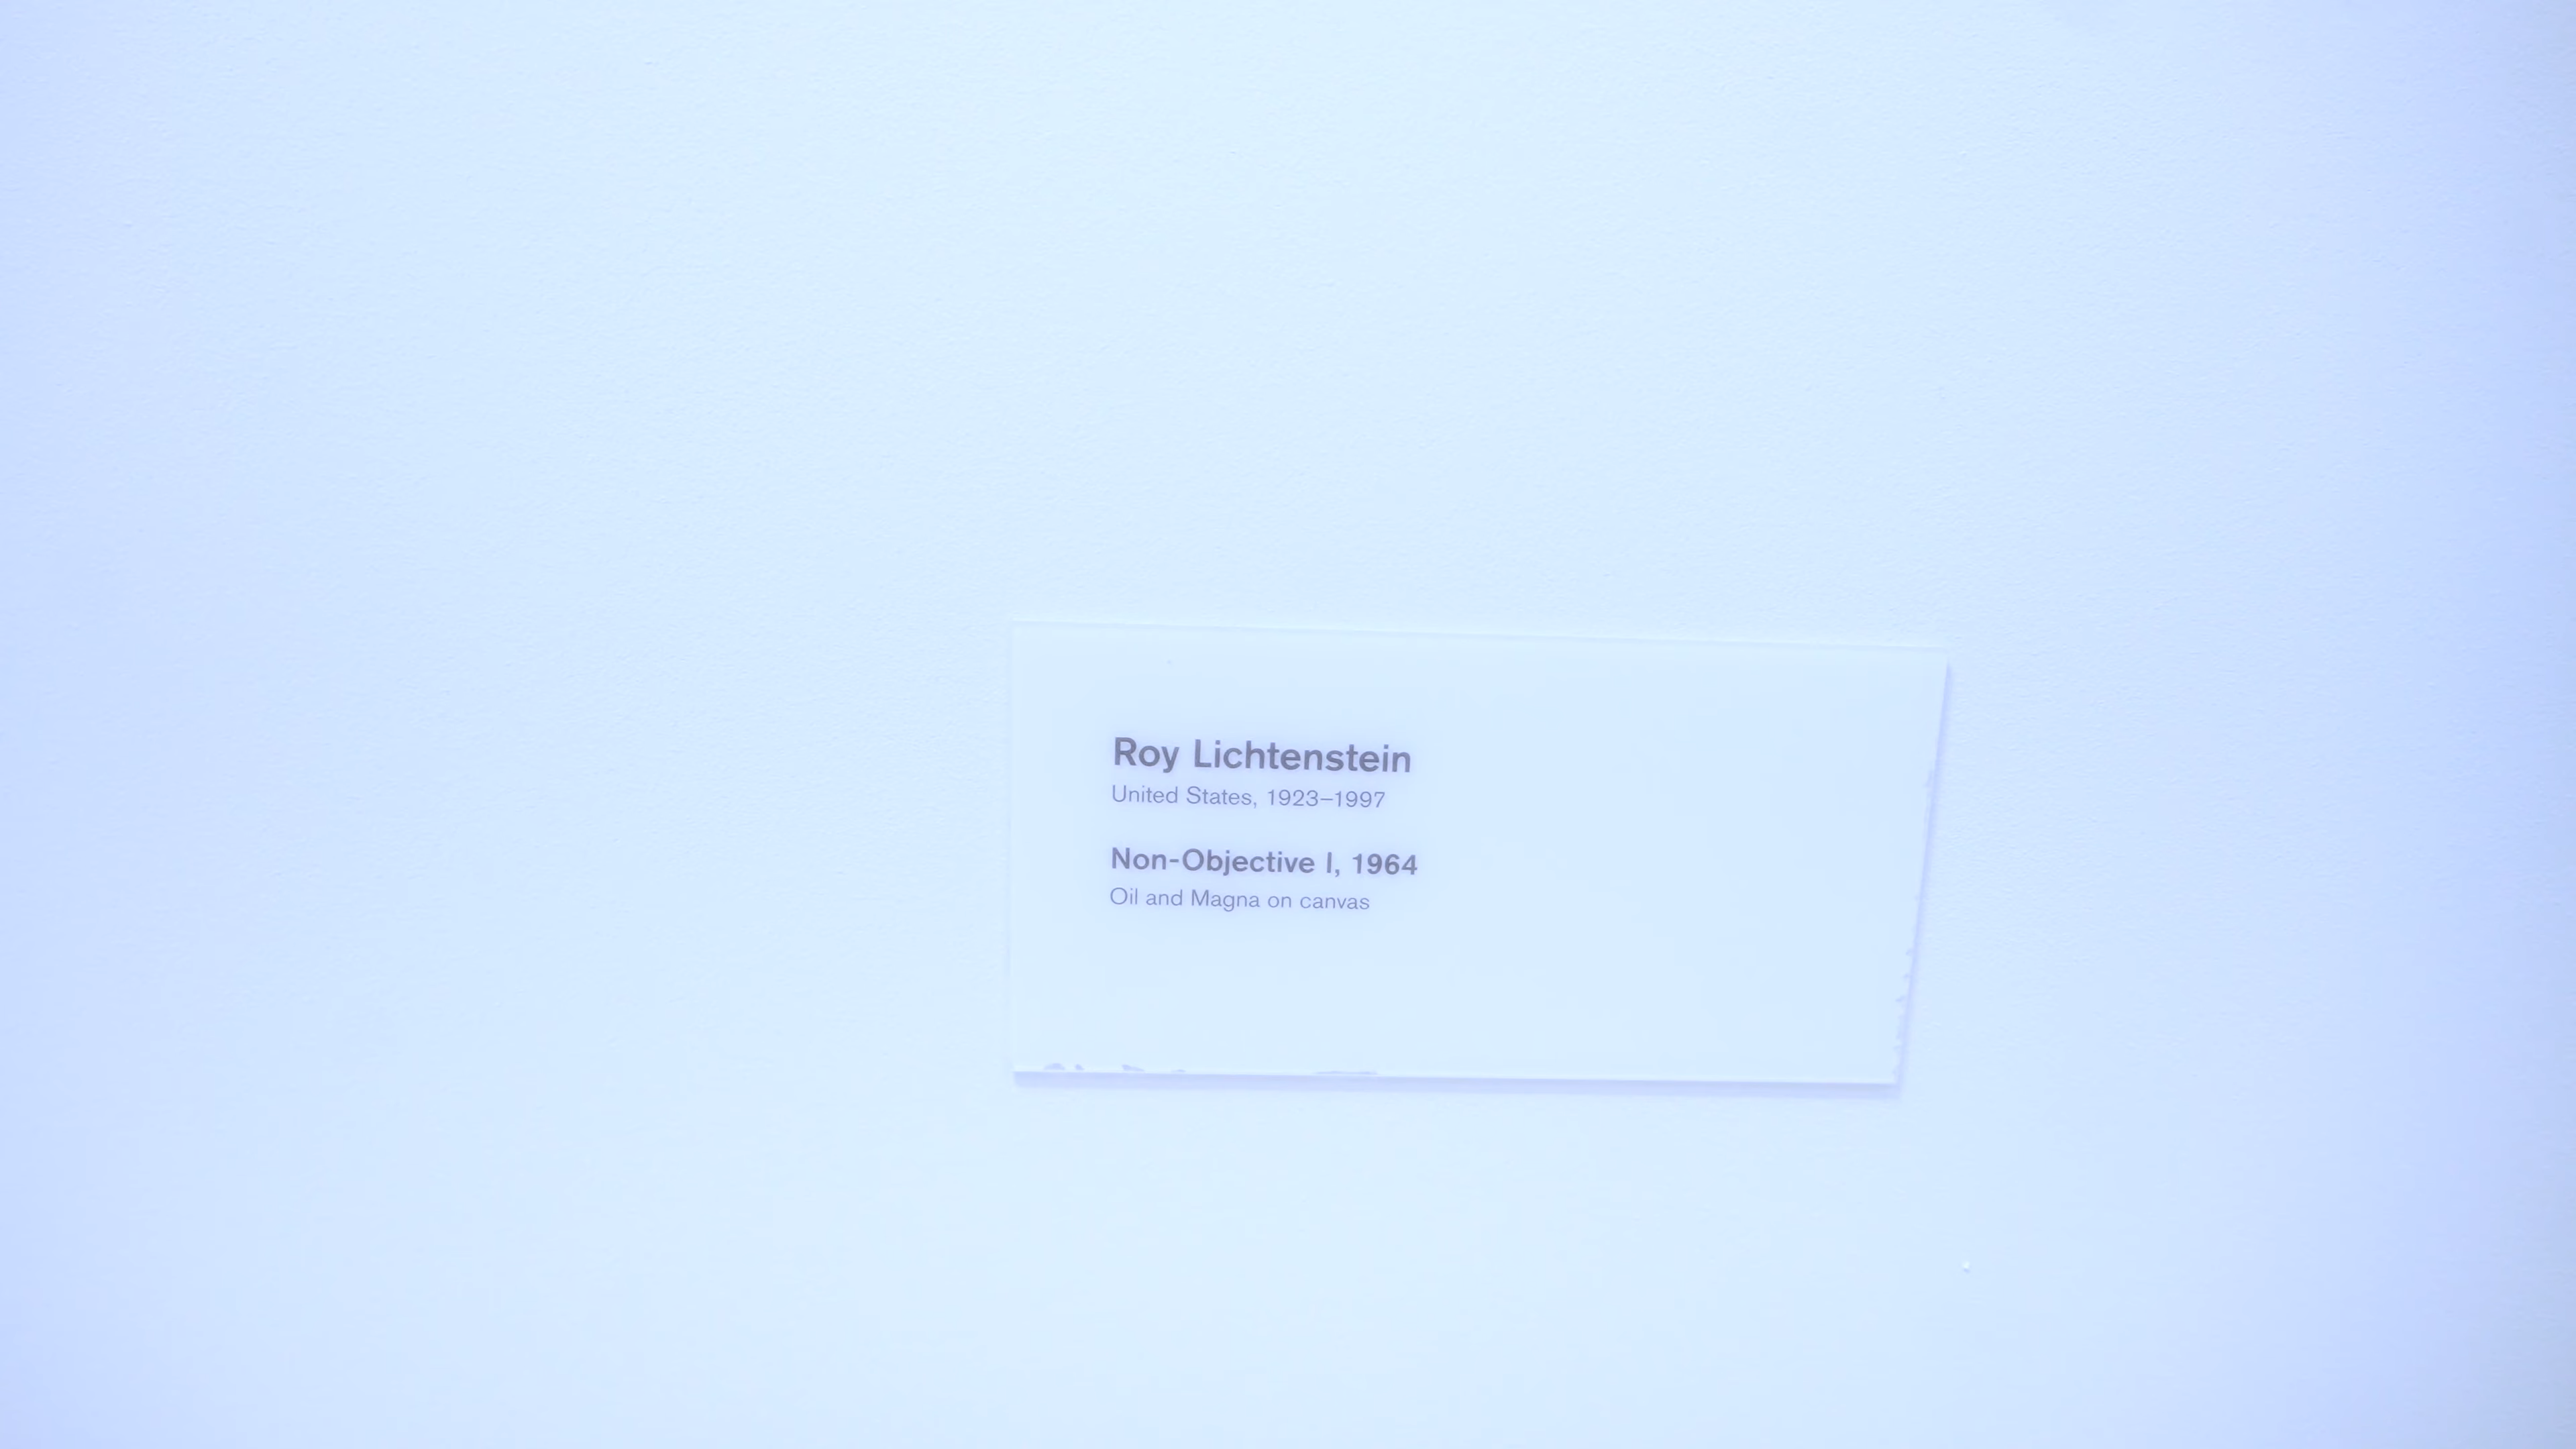 Roy Lichtenstein
United States, 1923–1997
Non-Objective I, 1964
Oil and Magna on canvas